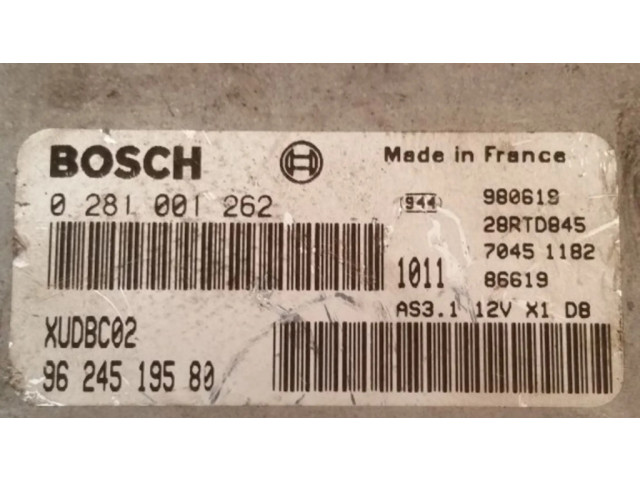 BOSCH
Made in France
0 281 001 262
944
980619
28RTD845
7045 1182
1011
86619
AS3.1 12V X1 D8
XUDBC02
96 245 195 80